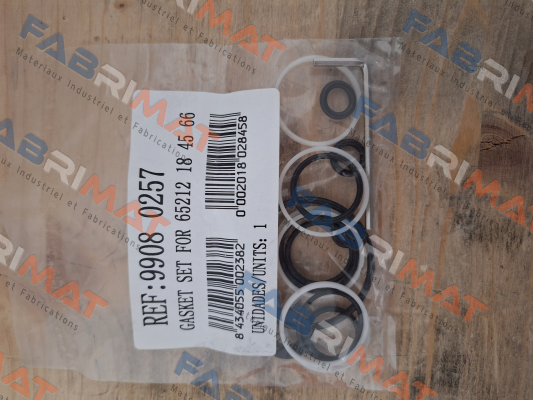 REF:9908 0257
GASKET SET FOR 65212 18 45 66
8 434055 002382
0 002018 028458
UNIDADES/UNITS: 1
FABRIMAT
Materiaux Industriel et Fabrications